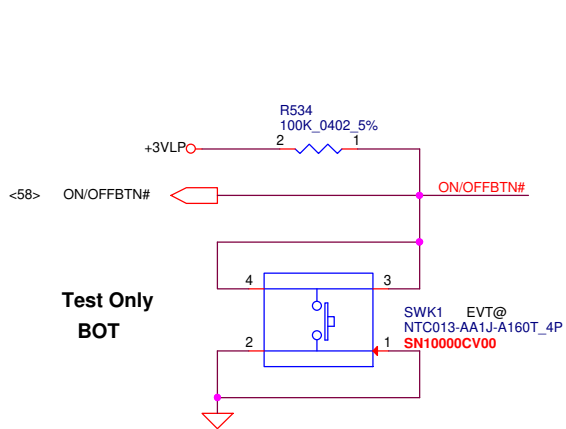 R534
100K_0402_5%
+3VLP
2
1
<58>
ON/OFFBTN#
ON/OFFBTN#
4
3
Test Only
BOT
2
1
SWK1
EVT@
NTC013-AA1J-A160T_4P
SN10000CV00